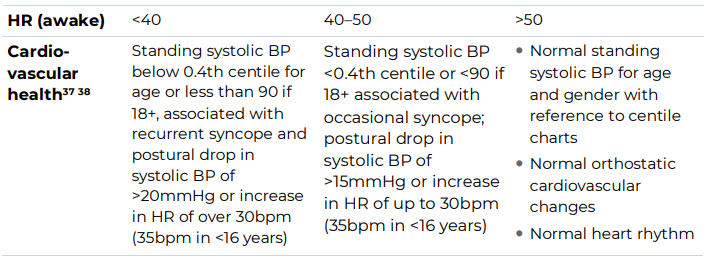 HR (awake) <40 40–50 >50
Cardio-
vascular
health³⁷ ³⁸
Standing systolic BP
below 0.4th centile for
age or less than 90 if
18+, associated with
recurrent syncope and
postural drop in
systolic BP of
>20mmHg or increase
in HR of over 30bpm
(35bpm in <16 years)
Standing systolic BP
<0.4th centile or <90 if
18+ associated with
occasional syncope;
postural drop in
systolic BP of
>15mmHg or increase
in HR of up to 30bpm
(35bpm in <16 years)
• Normal standing
systolic BP for age
and gender with
reference to centile
charts
• Normal orthostatic
cardiovascular
changes
• Normal heart rhythm